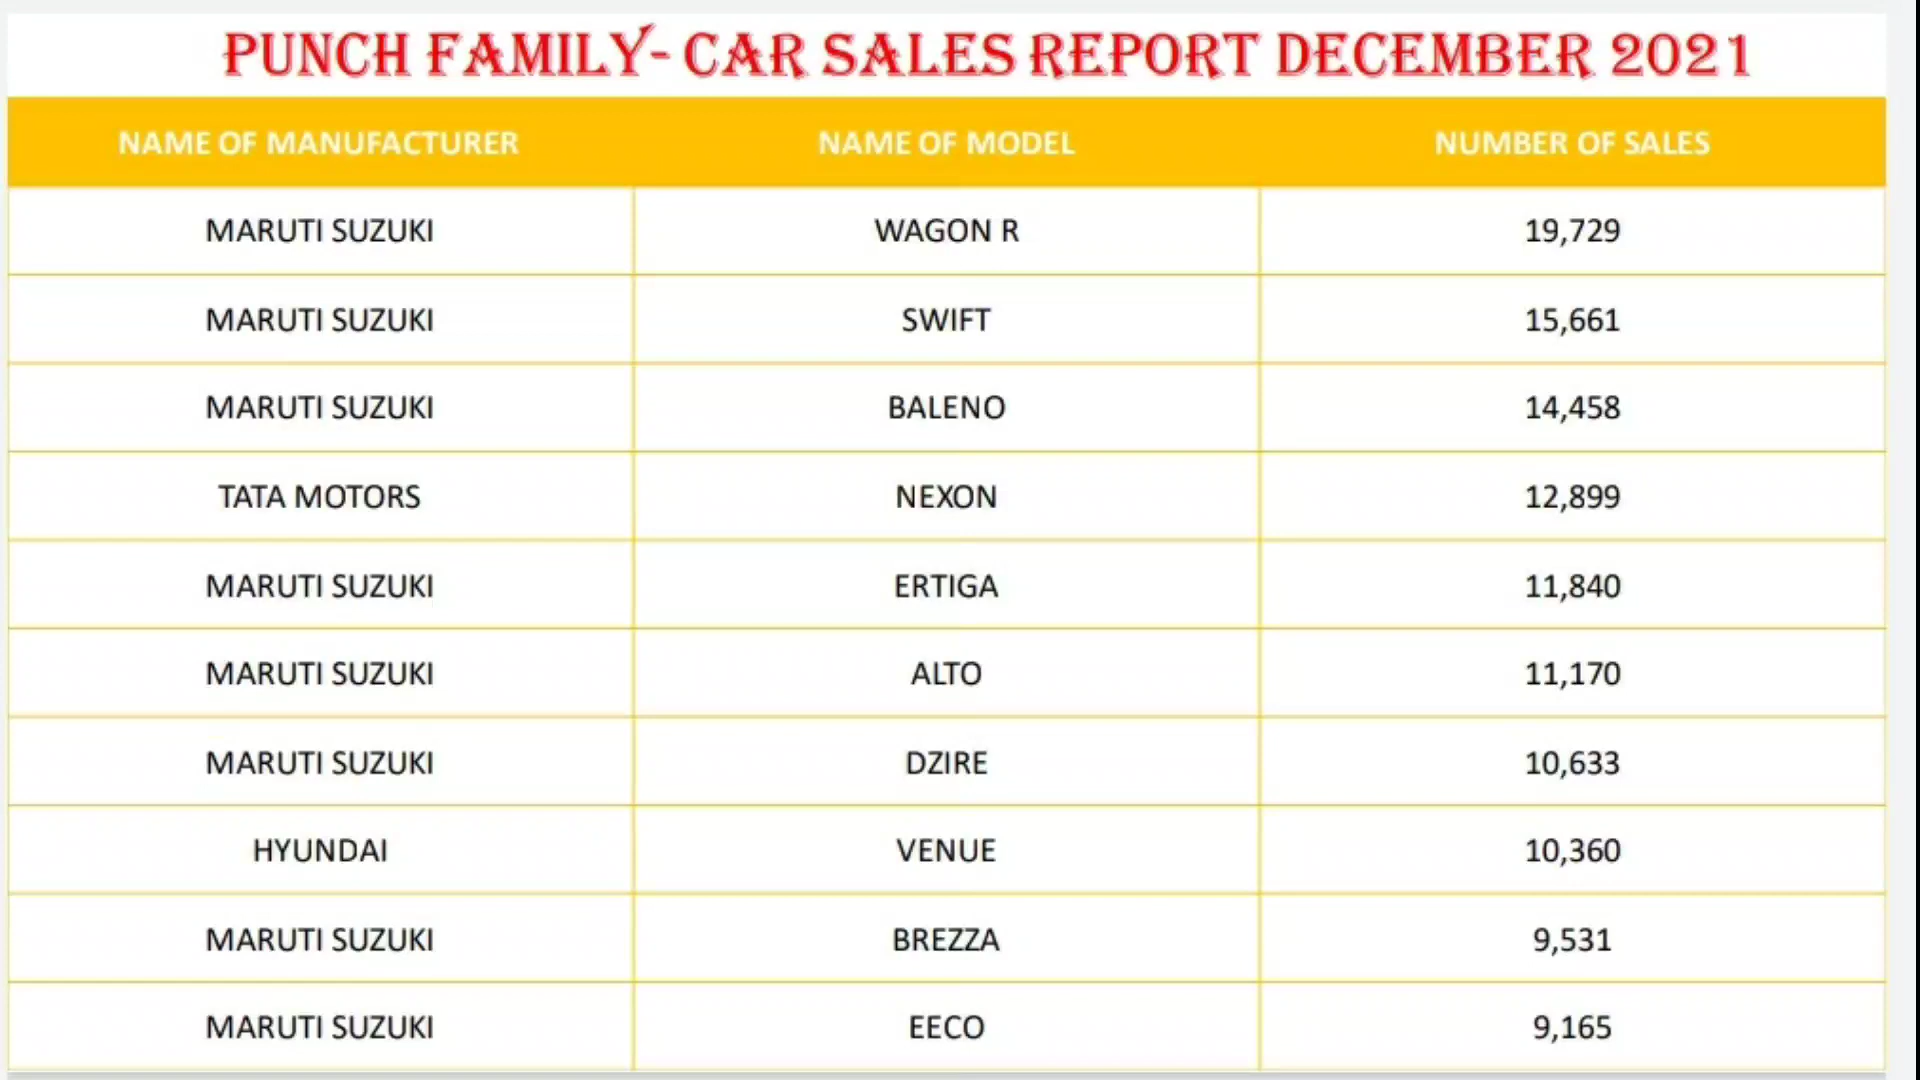 PUNCH FAMILY- CAR SALES REPORT DECEMBER 2021
NAME OF MANUFACTURER NAME OF MODEL NUMBER OF SALES
MARUTI SUZUKI WAGON R 19,729
MARUTI SUZUKI SWIFT 15,661
MARUTI SUZUKI BALENO 14,458
TATA MOTORS NEXON 12,899
MARUTI SUZUKI ERTIGA 11,840
MARUTI SUZUKI ALTO 11,170
MARUTI SUZUKI DZIRE 10,633
HYUNDAI VENUE 10,360
MARUTI SUZUKI BREZZA 9,531
MARUTI SUZUKI EECO 9,165